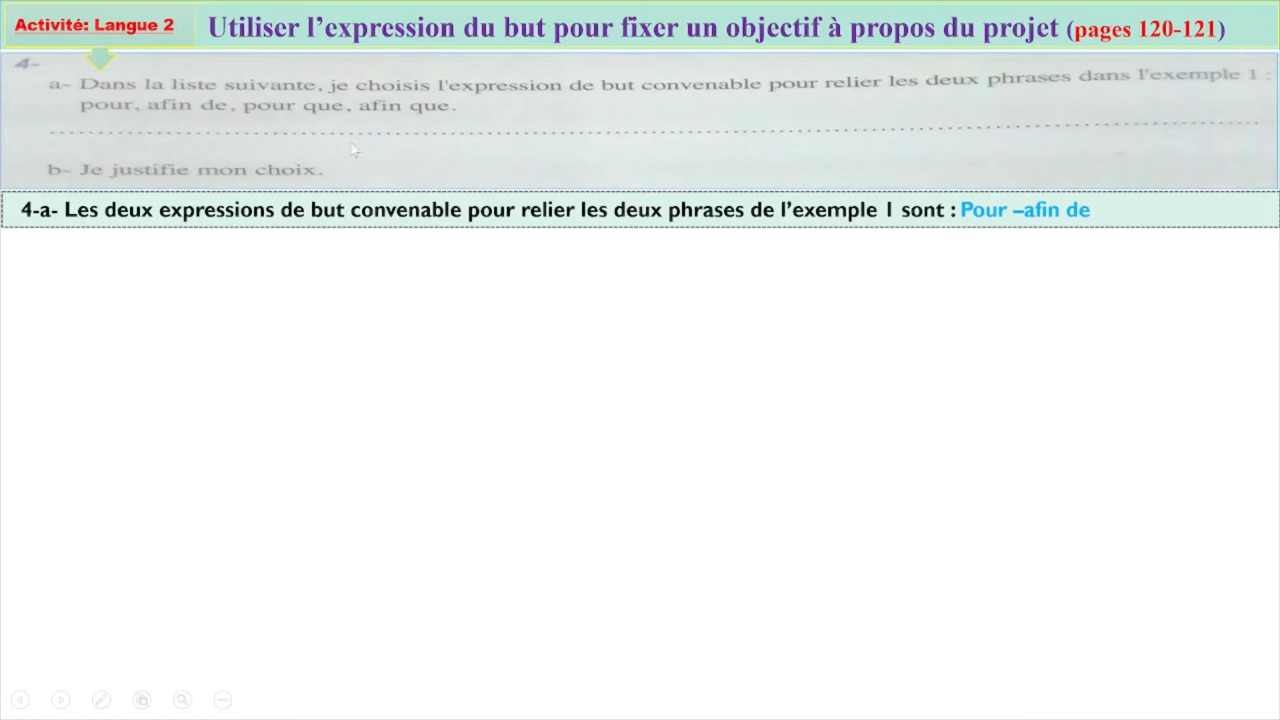 Activité: Langue 2
Utiliser l’expression du but pour fixer un objectif à propos du projet (pages 120-121)
4-
a- Dans la liste suivante, je choisis l'expression de but convenable pour relier les deux phrases dans l'exemple 1 :
pour, afin de, pour que, afin que.
b- Je justifie mon choix.
4-a- Les deux expressions de but convenable pour relier les deux phrases de l’exemple 1 sont : Pour –afin de